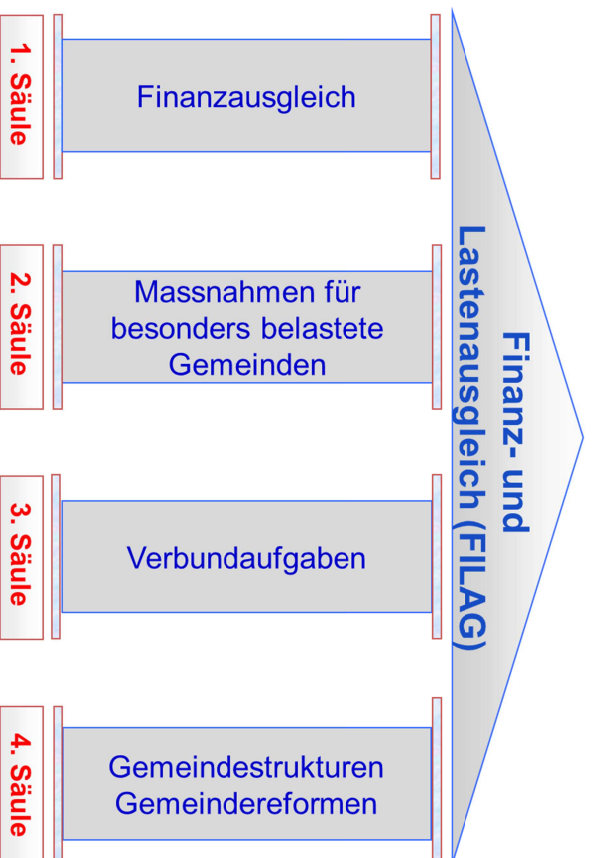 Finanz- und
Lastenausgleich (FILAG)
1. Säule
Finanzausgleich
2. Säule
Massnahmen für
besonders belastete
Gemeinden
3. Säule
Verbundaufgaben
4. Säule
Gemeindestrukturen
Gemeindereformen